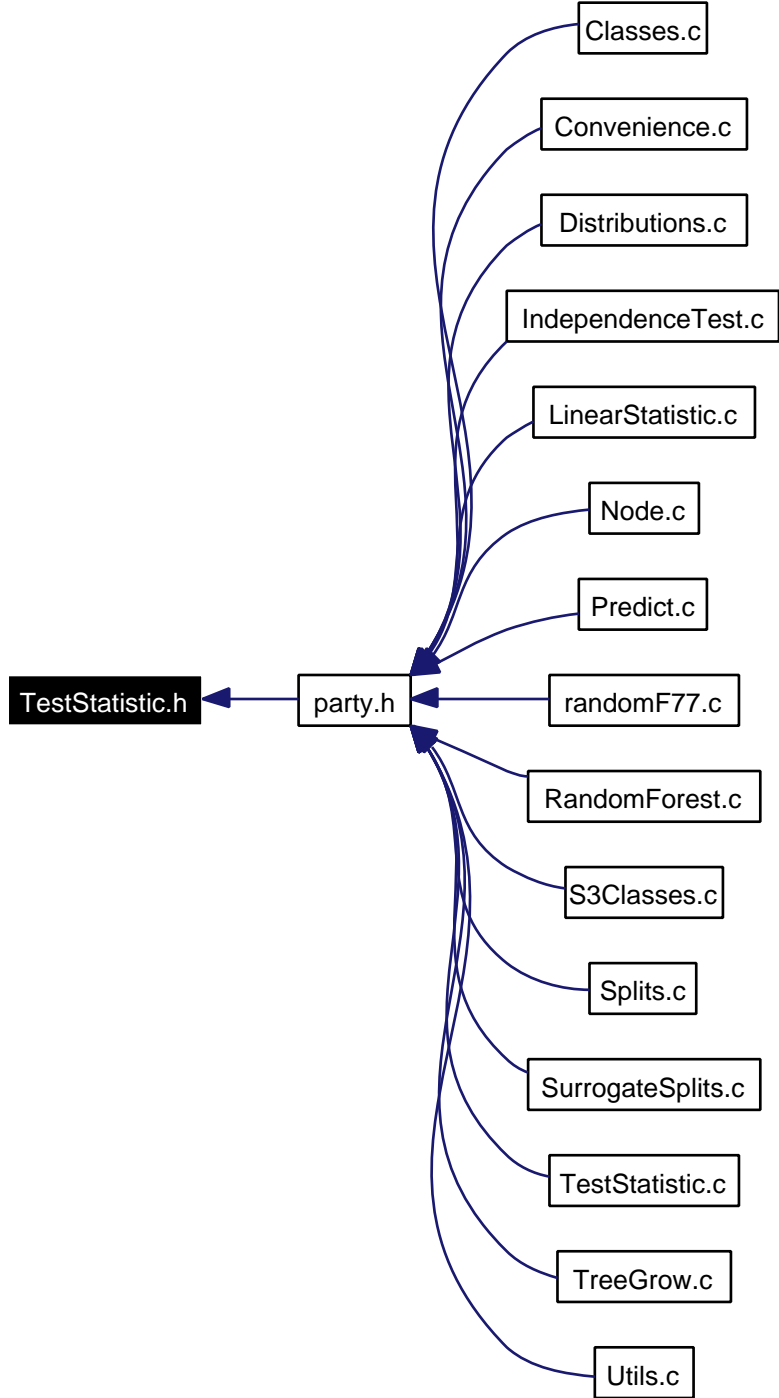 Classes.c
Convenience.c
Distributions.c
IndependenceTest.c
LinearStatistic.c
Node.c
Predict.c
TestStatistic.h
party.h
randomF77.c
RandomForest.c
S3Classes.c
Splits.c
SurrogateSplits.c
TestStatistic.c
TreeGrow.c
Utils.c